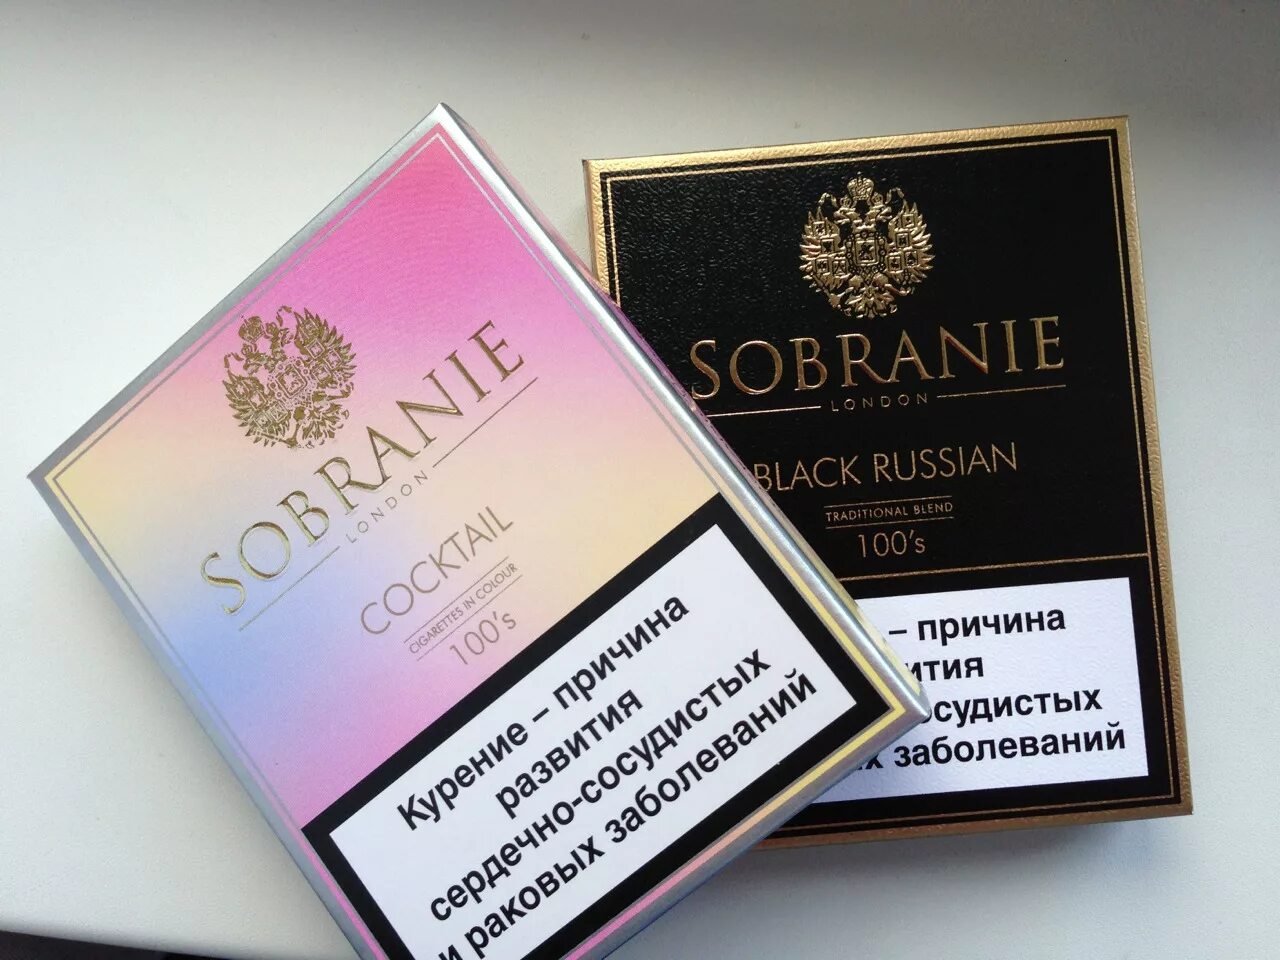 SOBRANIE
LONDON
COCKTAIL
CIGARETTES IN COLOUR
100's
Курение – причина
развития
сердечно-сосудистых
и раковых заболеваний
SOBRANIE
LONDON
BLACK RUSSIAN
TRADITIONAL BLEND
100's
– причина
заболеваний